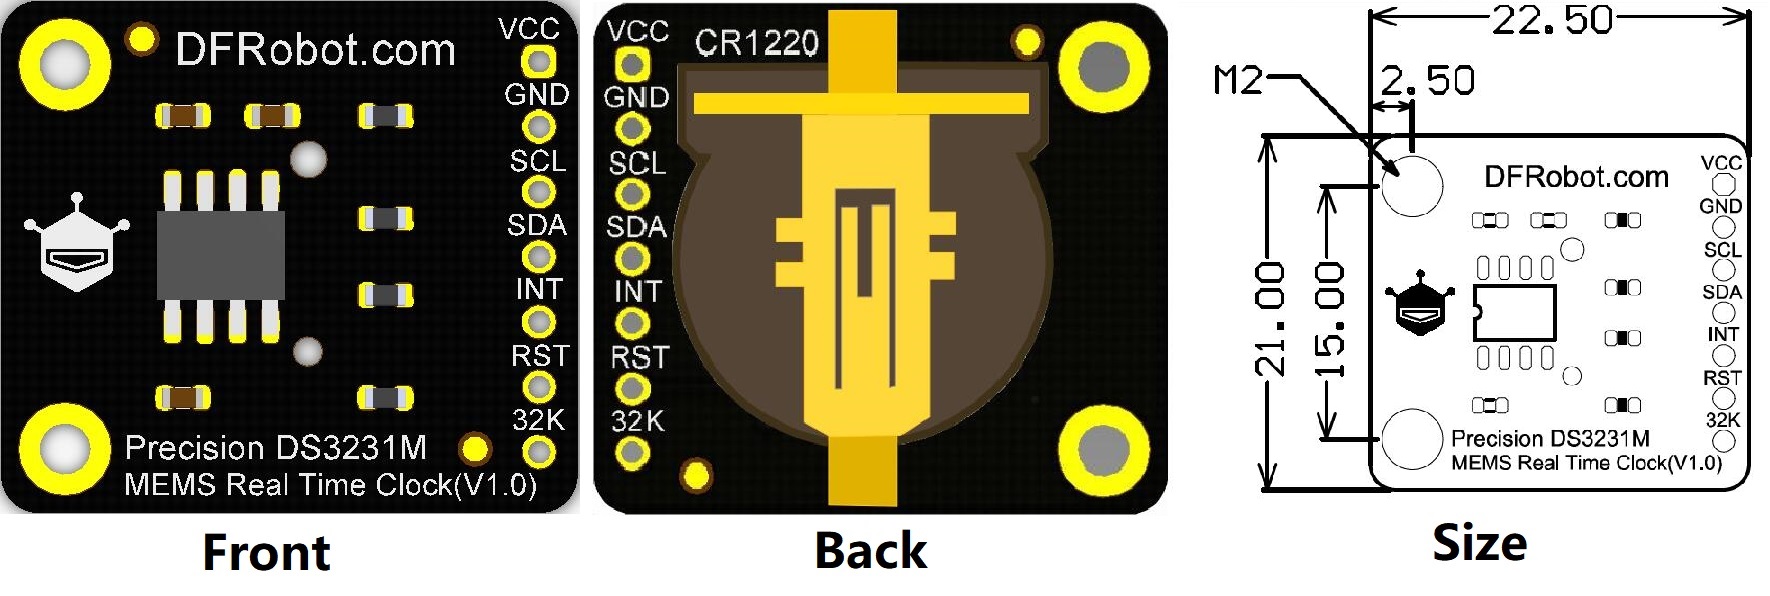 DFRobot.com
VCC
GND
SCL
SDA
INT
RST
32K
Precision DS3231M
MEMS Real Time Clock(V1.0)
Front
VCC
CR1220
GND
SCL
SDA
INT
RST
32K
Back
22.50
M2
2.50
21.00
15.00
DFRobot.com
VCC
GND
SCL
SDA
INT
RST
32K
Precision DS3231M
MEMS Real Time Clock(V1.0)
Size